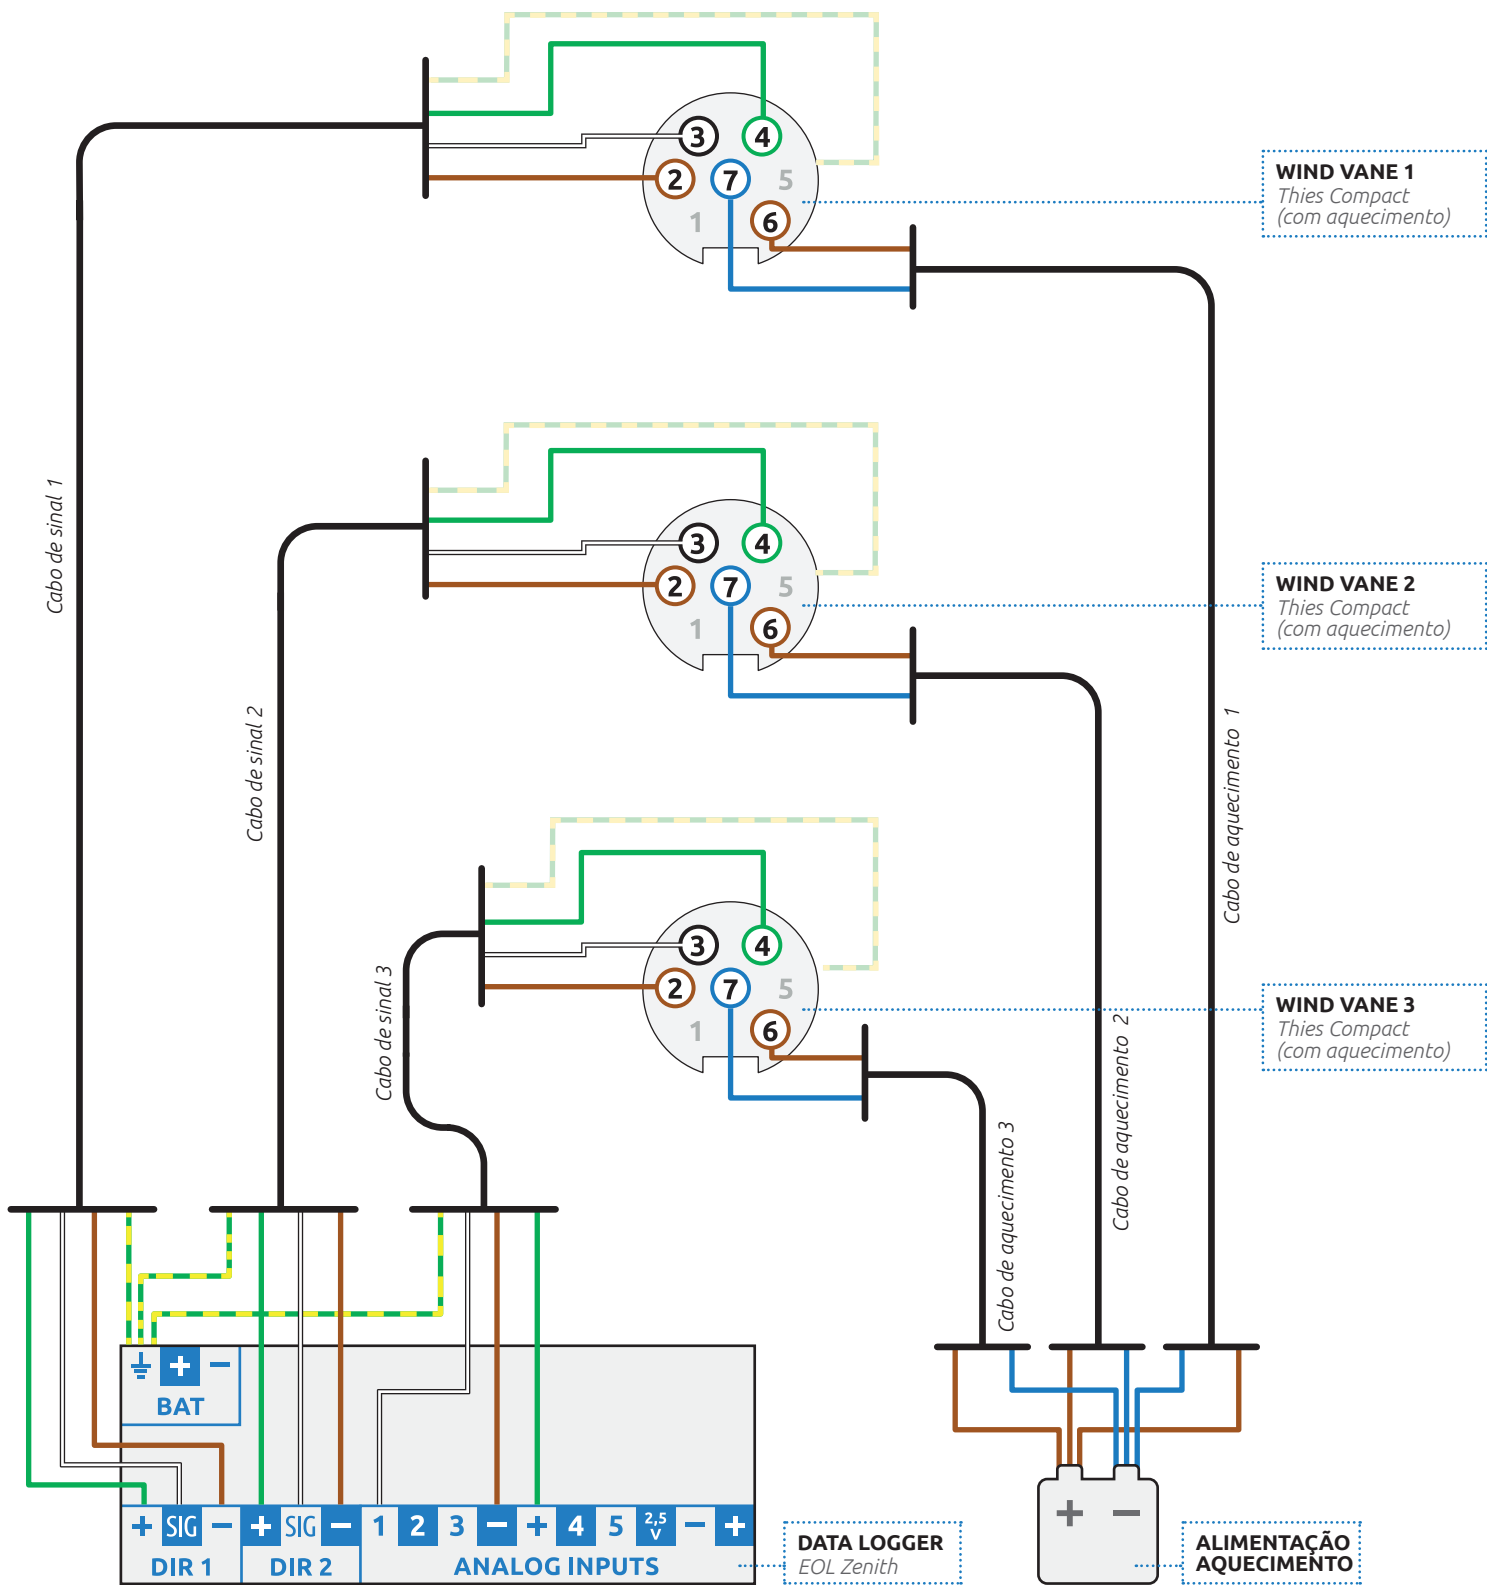 3
4
2
7
5
1
6
WIND VANE 1
Thies Compact
(com aquecimento)
Cabo de sinal 1
3
4
2
7
5
1
6
WIND VANE 2
Thies Compact
(com aquecimento)
Cabo de sinal 2
Cabo de aquecimento 1
3
4
2
7
5
1
6
WIND VANE 3
Thies Compact
(com aquecimento)
Cabo de sinal 3
Cabo de aquecimento 2
Cabo de aquecimento 3
+ −
BAT
+ SIG − + SIG − 1 2 3 − + 4 5 2,5 V − +
DIR 1 DIR 2 ANALOG INPUTS
DATA LOGGER
EOL Zenith
+ −
ALIMENTAÇÃO
AQUECIMENTO